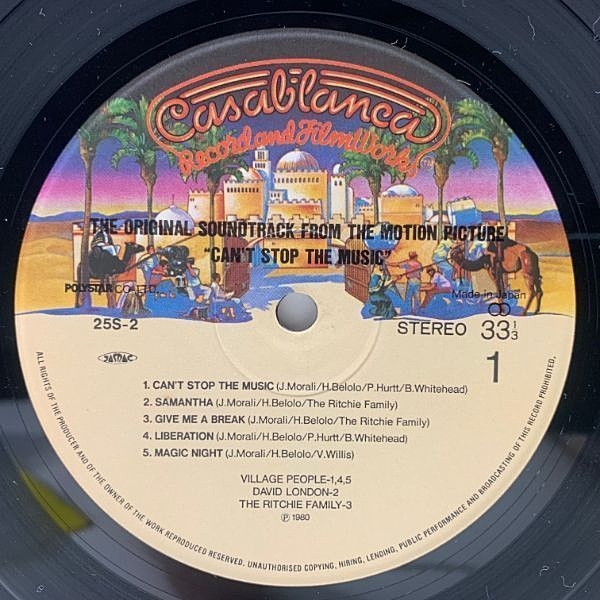 Casablanca
Record and FilmWorks
THE ORIGINAL SOUNDTRACK FROM THE MOTION PICTURE
"CAN'T STOP THE MUSIC"
POLYSTAR CO., LTD.
Made in Japan
25S-2
STEREO 33 1/3
JASRAC
1
1. CAN'T STOP THE MUSIC (J.Morali/H.Belolo/P.Hurtt/B.Whitehead)
2. SAMANTHA (J.Morali/H.Belolo/The Ritchie Family)
3. GIVE ME A BREAK (J.Morali/H.Belolo/The Ritchie Family)
4. LIBERATION (J.Morali/H.Belolo/P.Hurtt/B.Whitehead)
5. MAGIC NIGHT (J.Morali/H.Belolo/V.Willis)
VILLAGE PEOPLE-1,4,5
DAVID LONDON-2
THE RITCHIE FAMILY-3
Ⓟ 1980
ALL RIGHTS OF THE PRODUCER AND OF THE OWNER OF THE WORK REPRODUCED RESERVED. UNAUTHORISED COPYING, HIRING, LENDING, PUBLIC PERFORMANCE AND BROADCASTING OF THIS RECORD PROHIBITED.